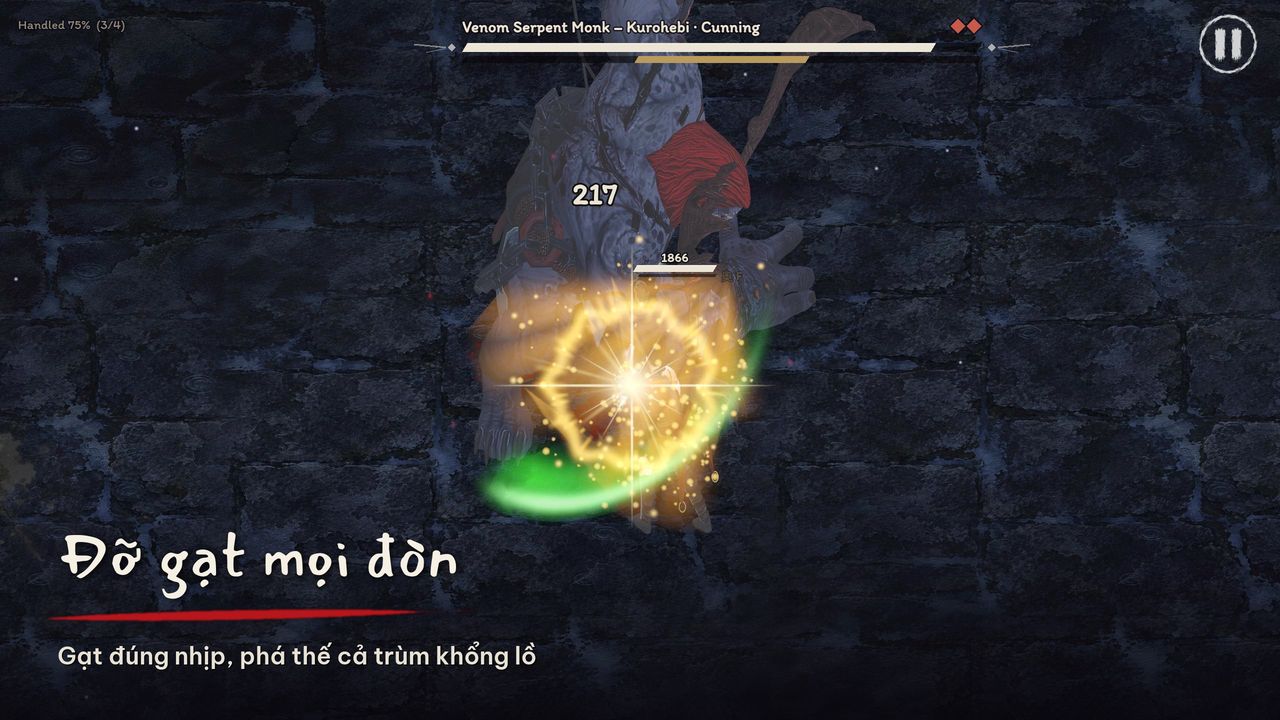 Handled 75% (3/4)
Venom Serpent Monk – Kurohebi · Cunning
217
1866
Đỡ gạt mọi đòn
Gạt đúng nhịp, phá thế cả trùm khổng lồ